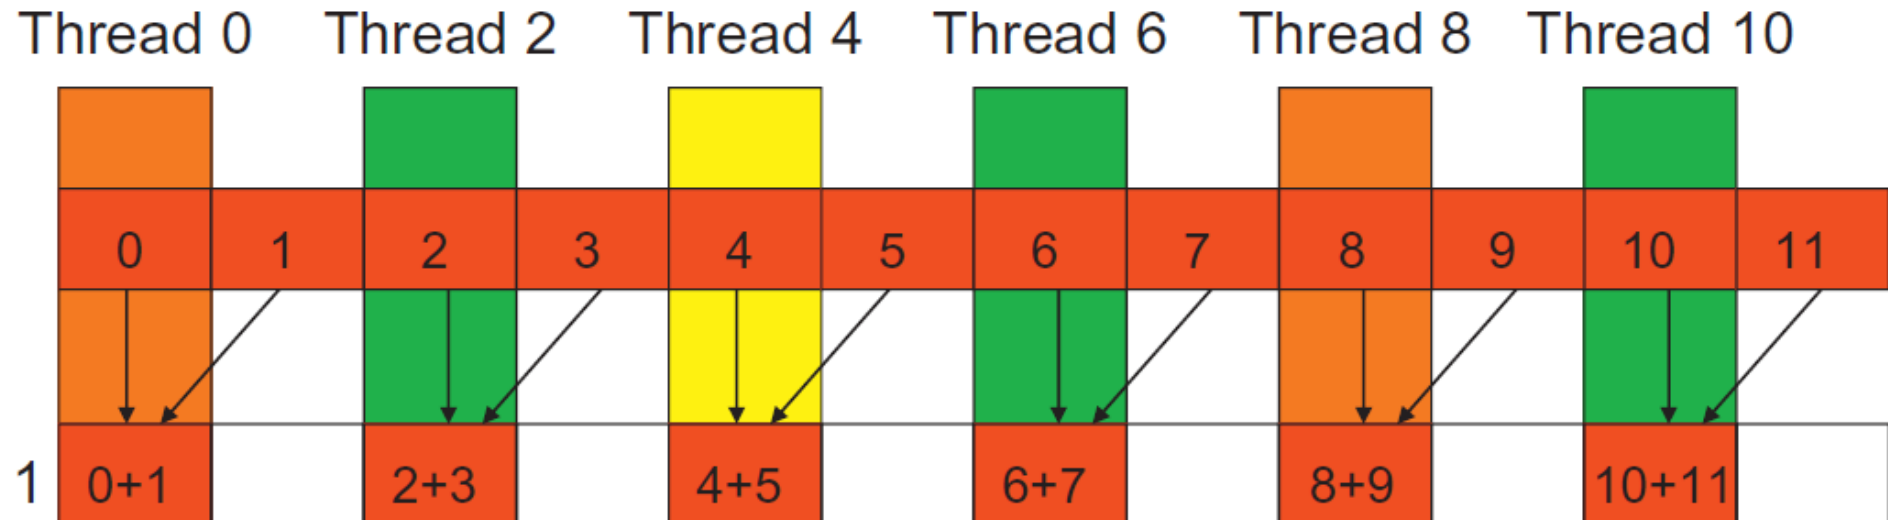 Thread 0 Thread 2 Thread 4 Thread 6 Thread 8 Thread 10
0 1 2 3 4 5 6 7 8 9 10 11
1 0+1 2+3 4+5 6+7 8+9 10+11